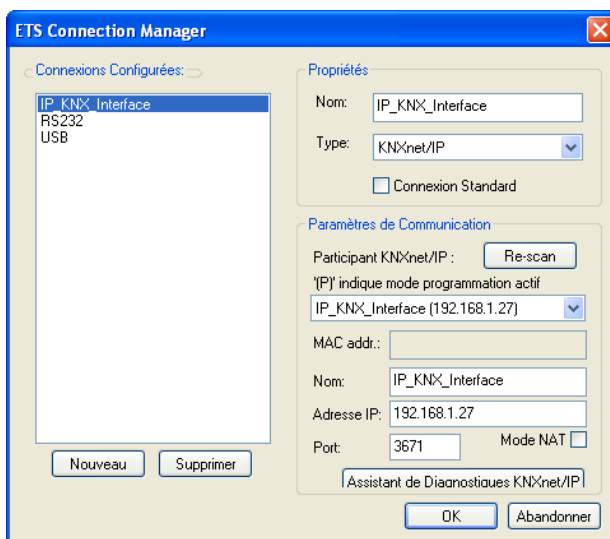 ETS Connection Manager
Connexions Configurées:
IP_KNX_Interface
RS232
USB
Nouveau
Supprimer
Propriétés
Nom: IP_KNX_Interface
Type: KNXnet/IP
Connexion Standard
Paramètres de Communication
Participant KNXnet/IP : Re-scan
'(P)' indique mode programmation actif
IP_KNX_Interface (192.168.1.27)
MAC addr.:
Nom: IP_KNX_Interface
Adresse IP: 192.168.1.27
Port: 3671 Mode NAT
Assistant de Diagnostiques KNXnet/IP
OK
Abandonner